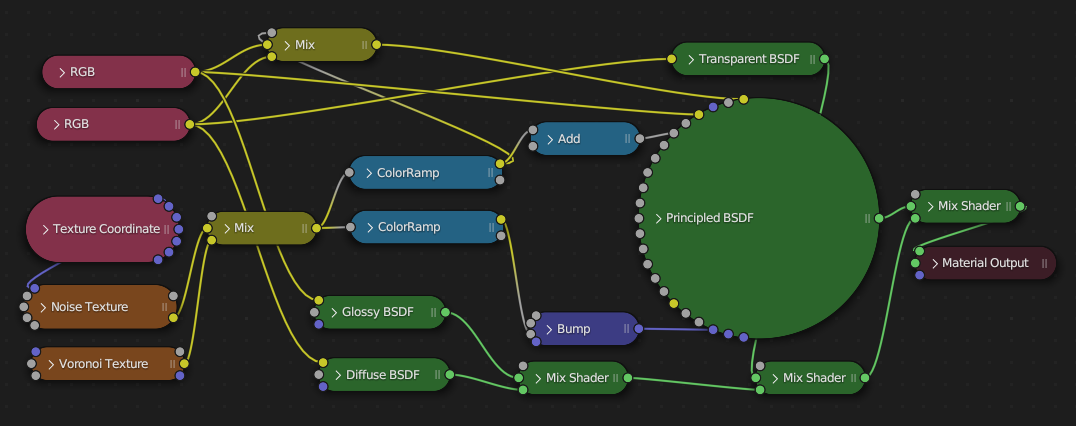 Mix
RGB
Transparent BSDF
RGB
Add
ColorRamp
Principled BSDF
Mix Shader
Texture Coordinate
Mix
ColorRamp
Material Output
Noise Texture
Glossy BSDF
Bump
Voronoi Texture
Diffuse BSDF
Mix Shader
Mix Shader